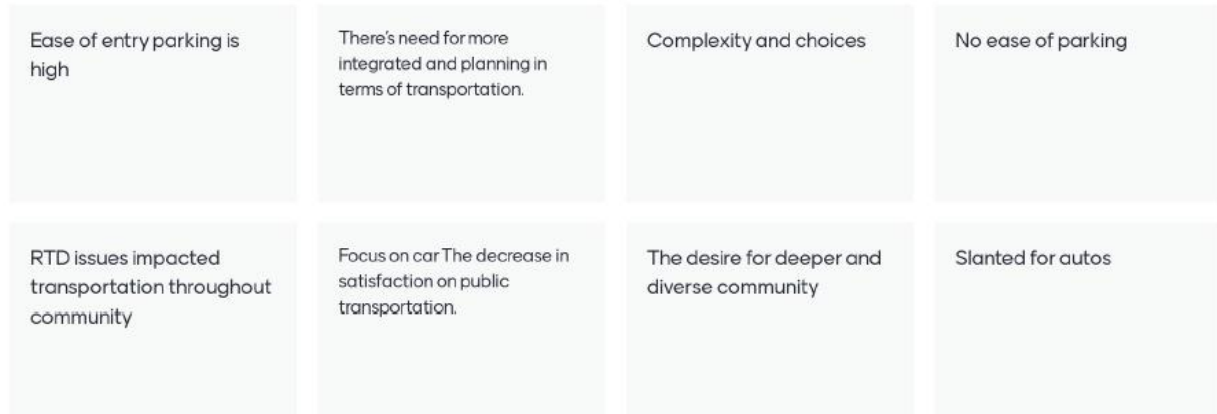 Ease of entry parking is
high
There's need for more
integrated and planning in
terms of transportation.
Complexity and choices
No ease of parking
RTD issues impacted
transportation throughout
community
Focus on car The decrease in
satisfaction on public
transportation.
The desire for deeper and
diverse community
Slanted for autos